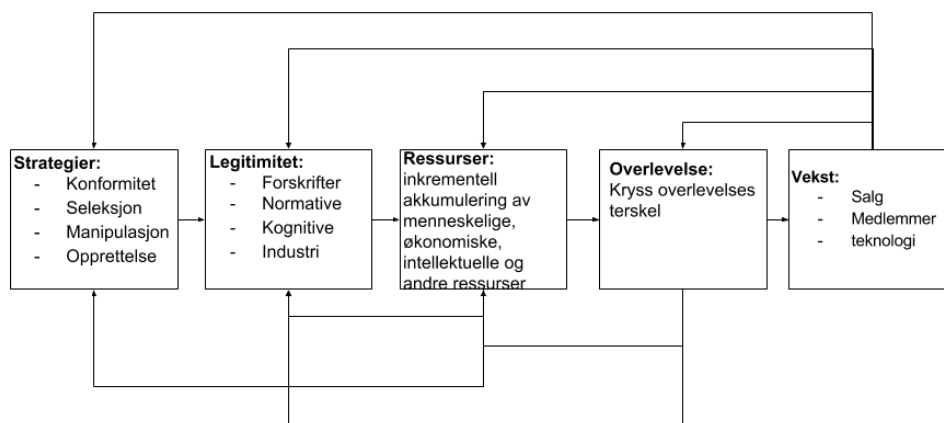 Strategier:
- Konformitet
- Seleksjon
- Manipulasjon
- Opprettelse
Legitimitet:
- Forskrifter
- Normative
- Kognitive
- Industri
Ressurser:
inkrementell
akkumulering av
menneskelige,
økonomiske,
intellektuelle og
andre ressurser
Overlevelse:
Kryss overlevelses
terskel
Vekst:
- Salg
- Medlemmer
- teknologi